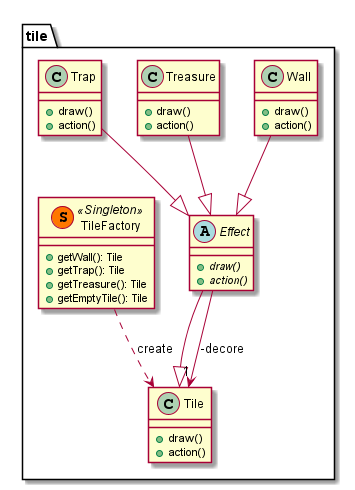 tile
C Trap
draw()
action()
C Treasure
draw()
action()
C Wall
draw()
action()
S «Singleton»
TileFactory
getWall(): Tile
getTrap(): Tile
getTreasure(): Tile
getEmptyTile(): Tile
A Effect
draw()
action()
create
-decore
1
C Tile
draw()
action()